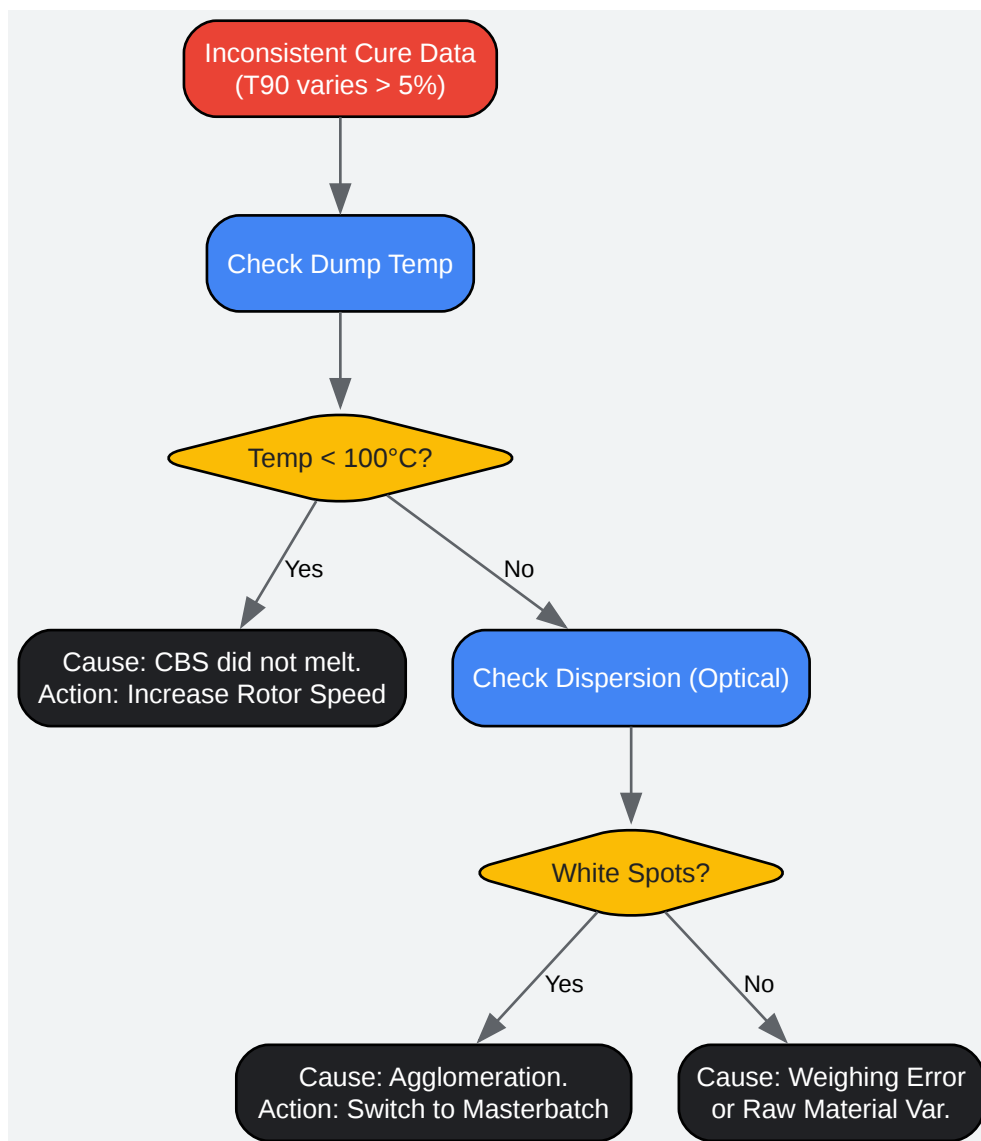 Inconsistent Cure Data
(T90 varies > 5%)
Check Dump Temp
Temp < 100°C?
Yes
No
Cause: CBS did not melt.
Action: Increase Rotor Speed
Check Dispersion (Optical)
White Spots?
Yes
No
Cause: Agglomeration.
Action: Switch to Masterbatch
Cause: Weighing Error
or Raw Material Var.